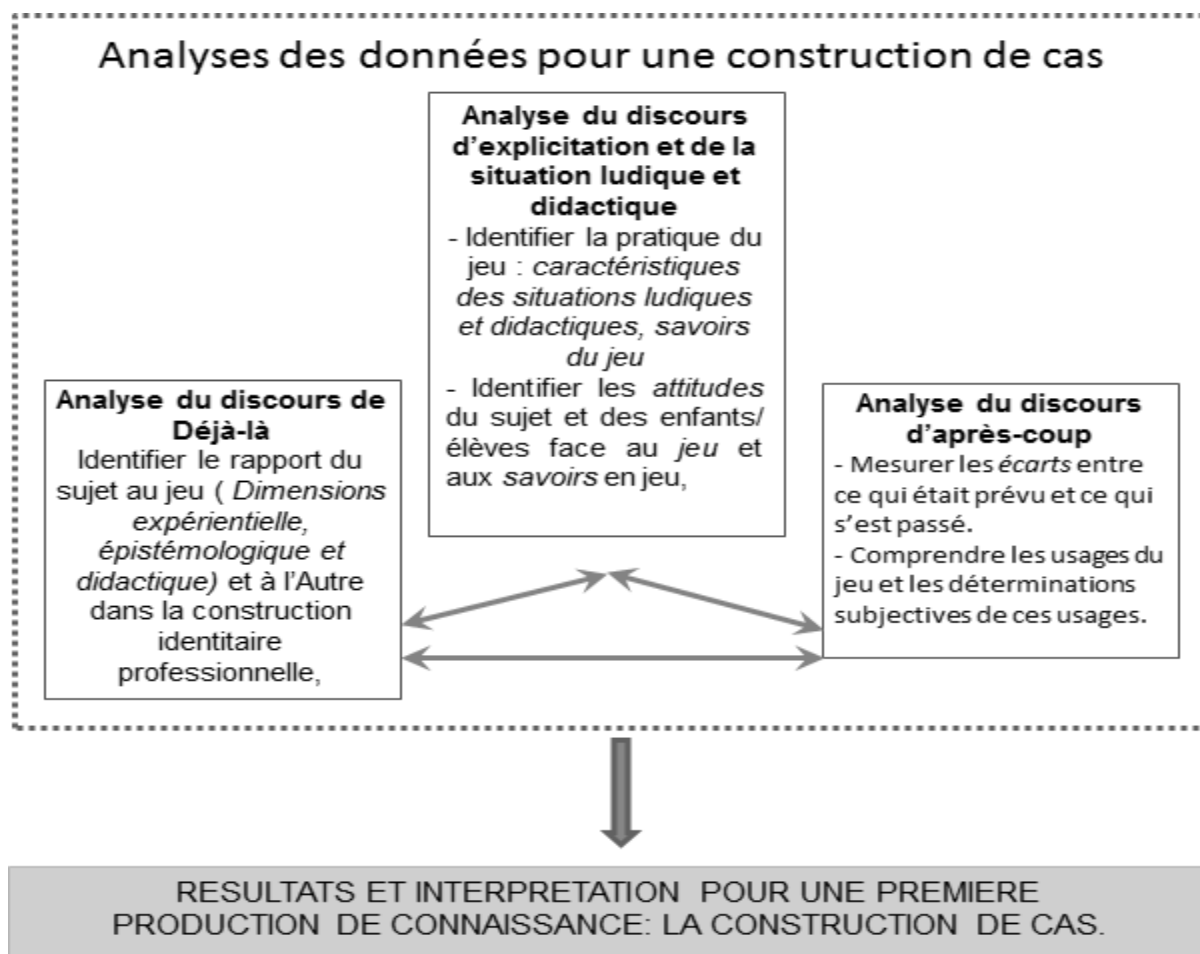 Analyses des données pour une construction de cas
Analyse du discours
d'explicitation et de la
situation ludique et
didactique
- Identifier la pratique du
jeu : caractéristiques
des situations ludiques
et didactiques, savoirs
du jeu
- Identifier les attitudes
du sujet et des enfants/
élèves face au jeu et
aux savoirs en jeu,
Analyse du discours de
Déjà-là
Identifier le rapport du
sujet au jeu ( Dimensions
expérientielle,
épistémologique et
didactique) et à l'Autre
dans la construction
identitaire
professionnelle,
Analyse du discours
d'après-coup
- Mesurer les écarts entre
ce qui était prévu et ce qui
s'est passé.
- Comprendre les usages du
jeu et les déterminations
subjectives de ces usages.
RESULTATS ET INTERPRETATION POUR UNE PREMIERE
PRODUCTION DE CONNAISSANCE: LA CONSTRUCTION DE CAS.